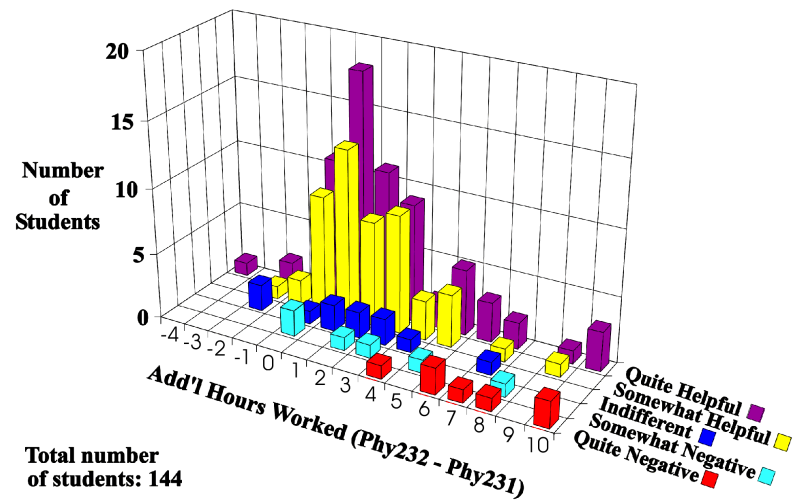 20
15
10
5
0
Number
of
Students
-4
-3
-2
-1
0
1
2
3
4
5
6
7
8
9
10
Add'l Hours Worked (Phy232 - Phy231)
Quite Helpful
Somewhat Helpful
Indifferent
Somewhat Negative
Quite Negative
Total number
of students: 144